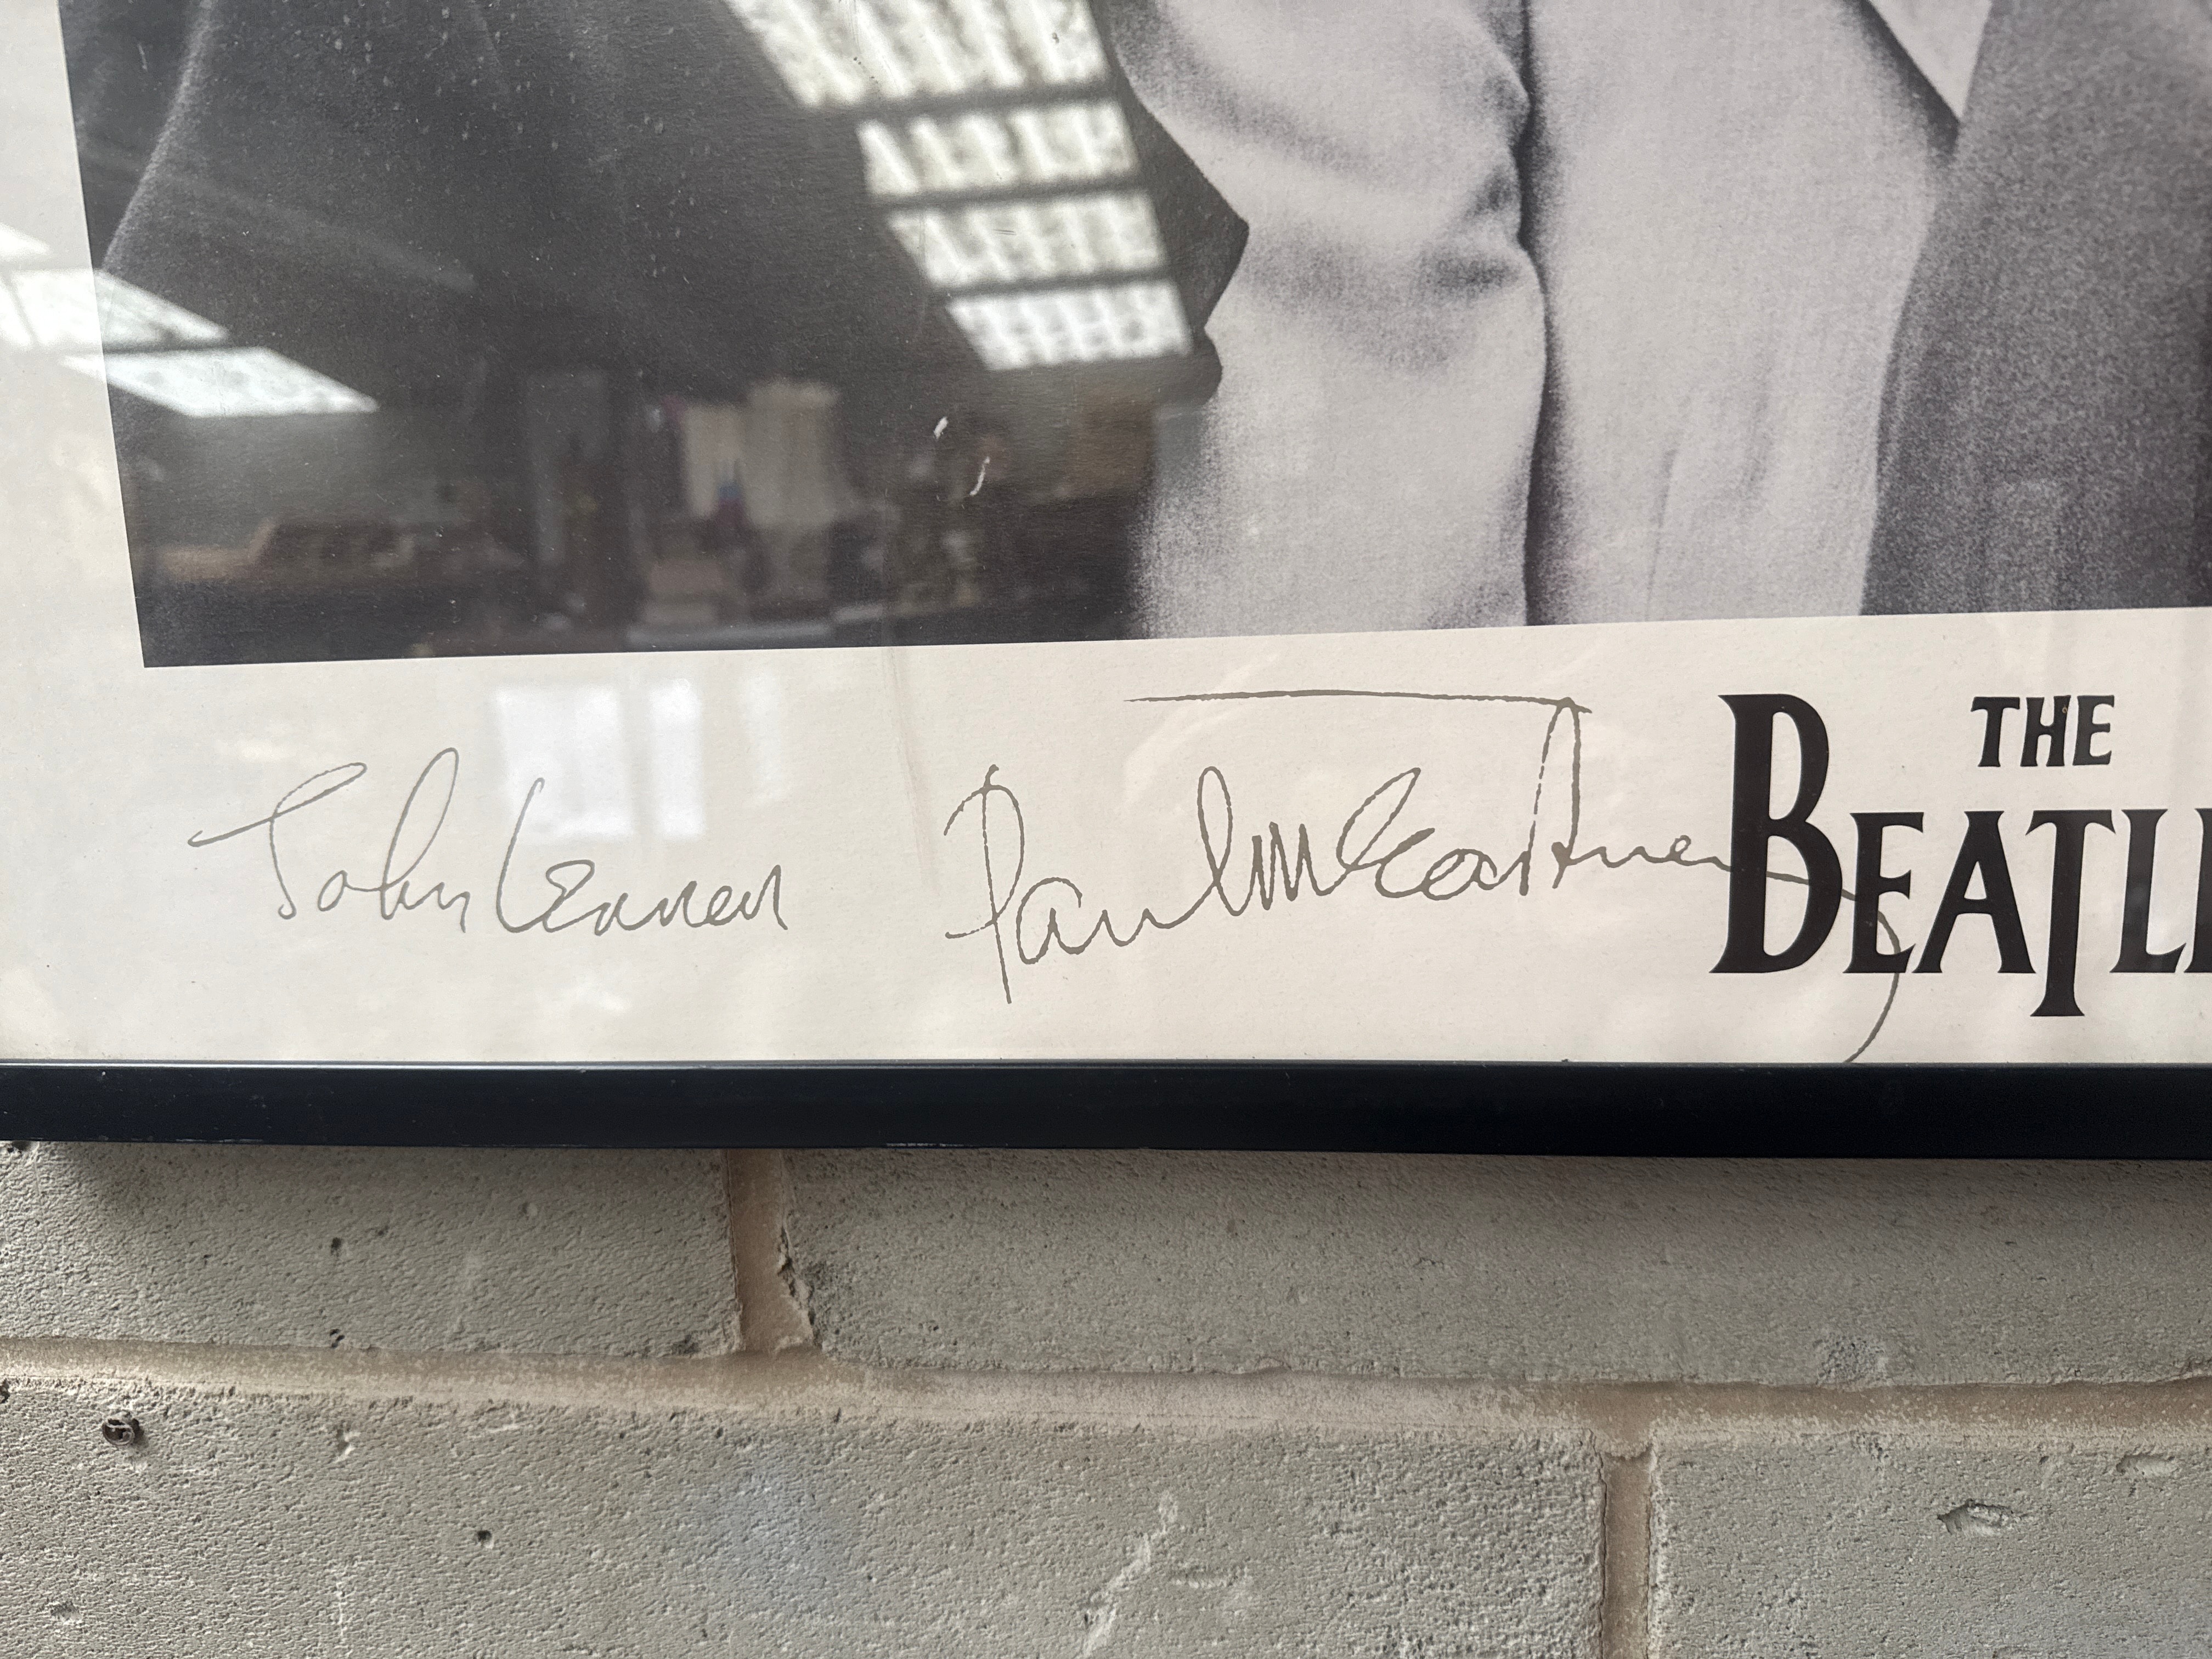 John Lennon Paul McCartney
THE
BEATL